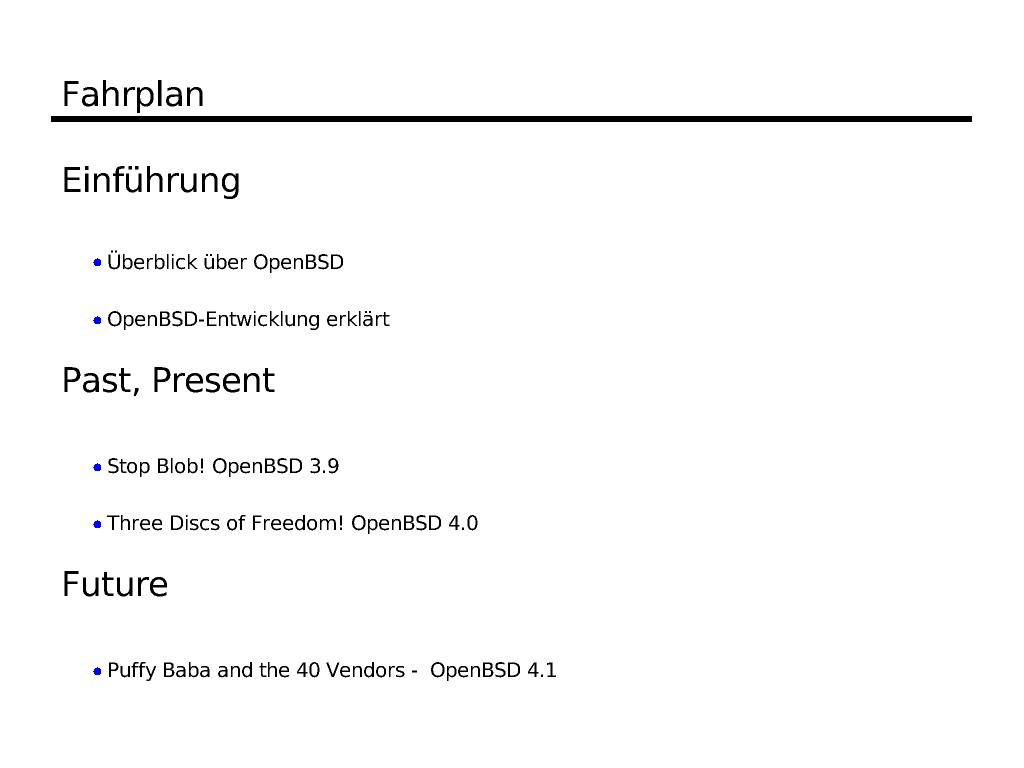 Fahrplan
Einführung
Überblick über OpenBSD
OpenBSD-Entwicklung erklärt
Past, Present
Stop Blob! OpenBSD 3.9
Three Discs of Freedom! OpenBSD 4.0
Future
Puffy Baba and the 40 Vendors -  OpenBSD 4.1